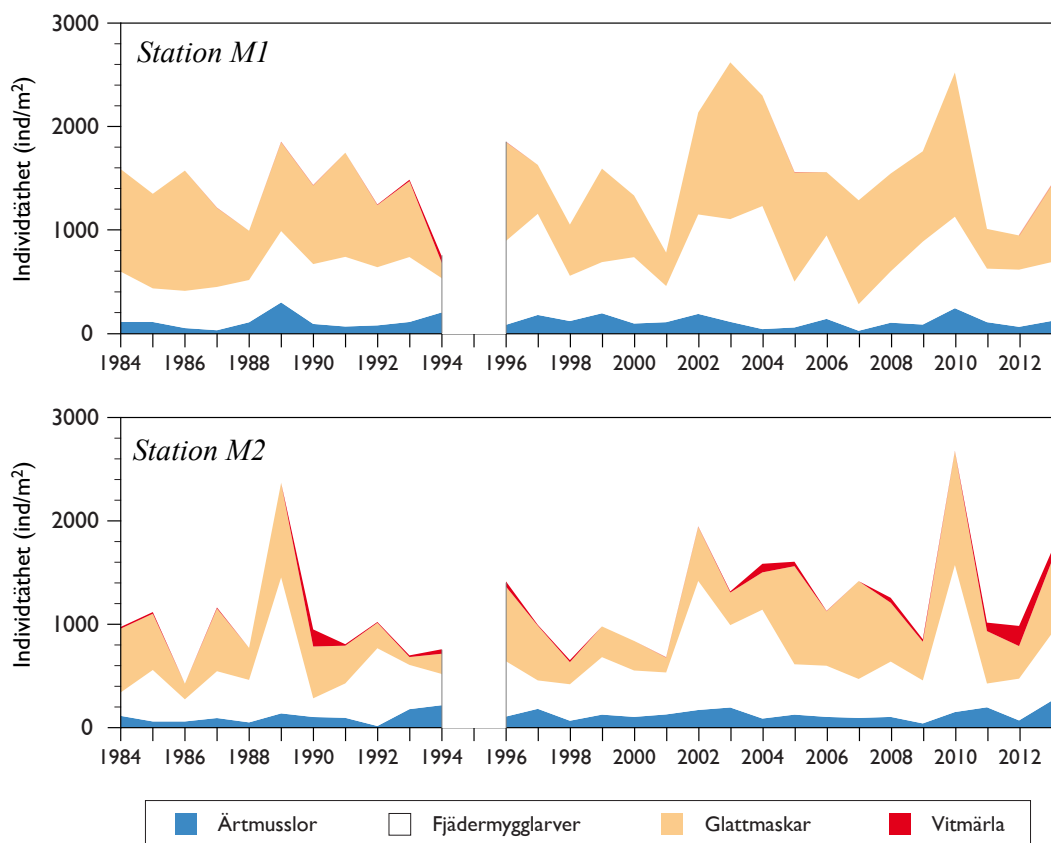 3000
Station M1
2000
1000
0
Individtäthet (ind/m²)
1984 1986 1988 1990 1992 1994 1996 1998 2000 2002 2004 2006 2008 2010 2012
3000
Station M2
2000
1000
0
Individtäthet (ind/m²)
1984 1986 1988 1990 1992 1994 1996 1998 2000 2002 2004 2006 2008 2010 2012
Ärtmusslor Fjädermygglarver Glattmaskar Vitmärla